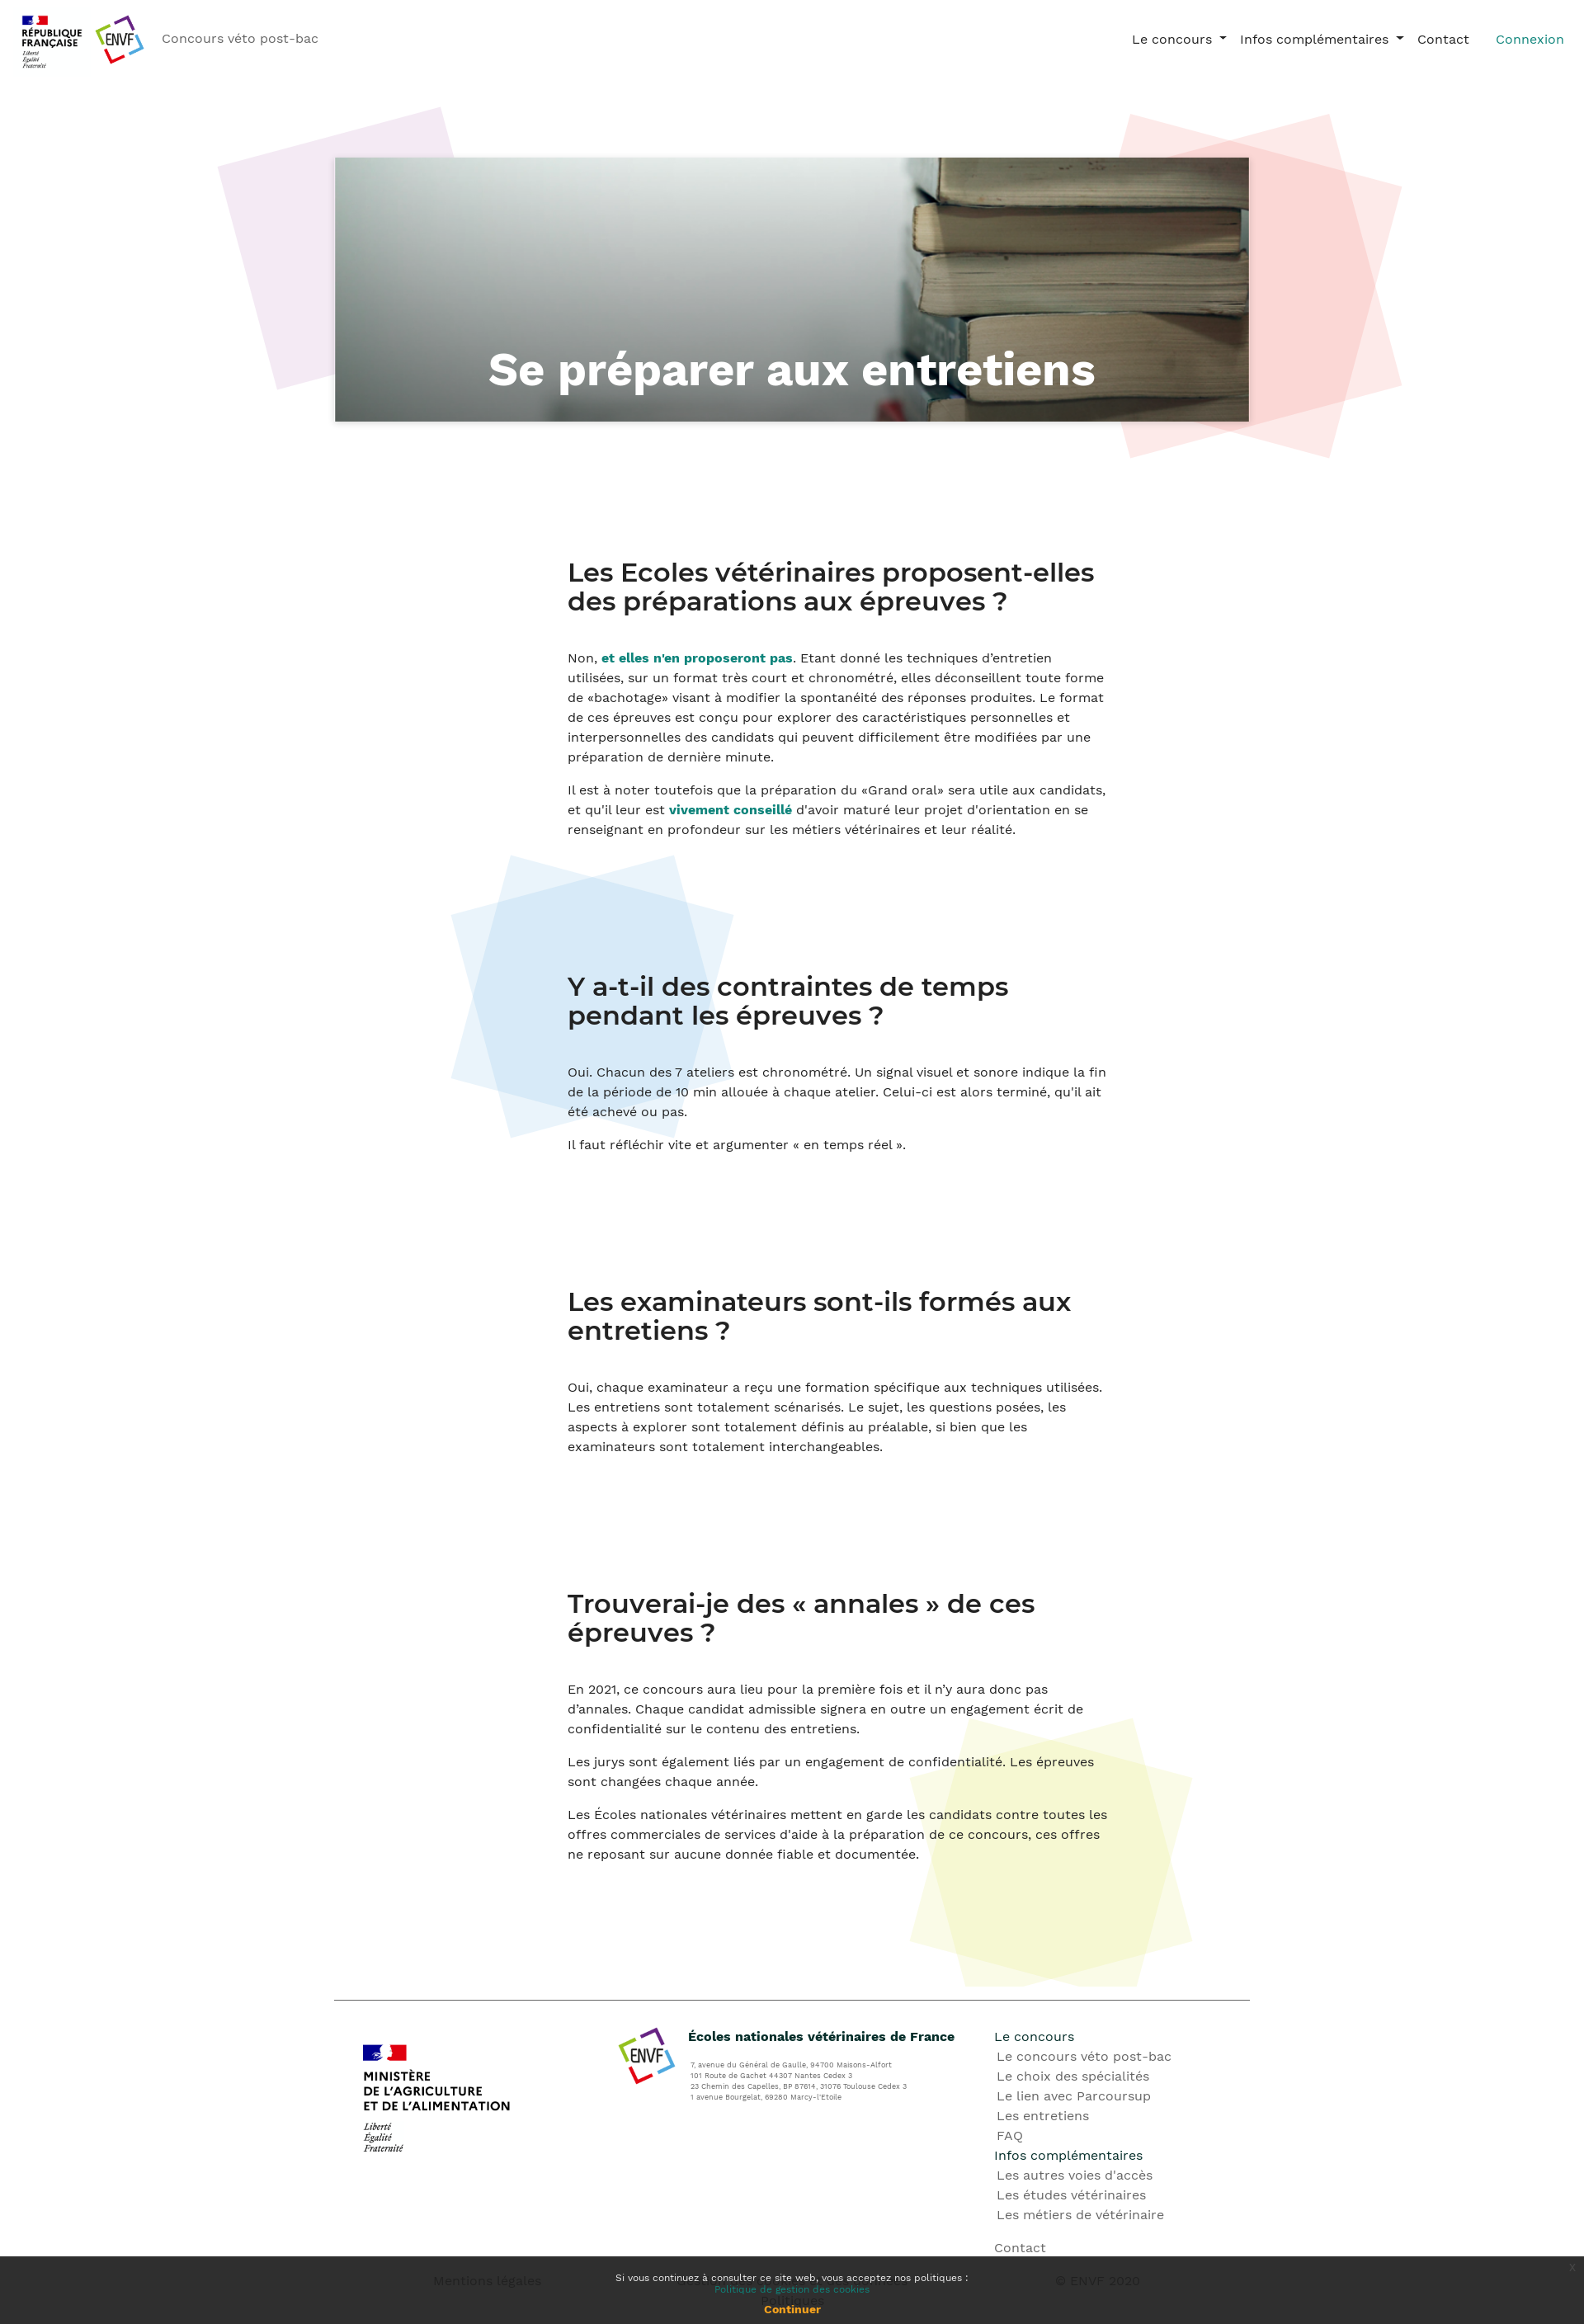 RÉPUBLIQUE
FRANÇAISE
Liberté
Égalité
Fraternité
ENVF
Concours véto post-bac
Le concours
Infos complémentaires
Contact
Connexion
Se préparer aux entretiens
Les Ecoles vétérinaires proposent-elles
des préparations aux épreuves ?
Non, et elles n'en proposeront pas. Etant donné les techniques d’entretien
utilisées, sur un format très court et chronométré, elles déconseillent toute forme
de «bachotage» visant à modifier la spontanéité des réponses produites. Le format
de ces épreuves est conçu pour explorer des caractéristiques personnelles et
interpersonnelles des candidats qui peuvent difficilement être modifiées par une
préparation de dernière minute.
Il est à noter toutefois que la préparation du «Grand oral» sera utile aux candidats,
et qu'il leur est vivement conseillé d'avoir maturé leur projet d'orientation en se
renseignant en profondeur sur les métiers vétérinaires et leur réalité.
Y a-t-il des contraintes de temps
pendant les épreuves ?
Oui. Chacun des 7 ateliers est chronométré. Un signal visuel et sonore indique la fin
de la période de 10 min allouée à chaque atelier. Celui-ci est alors terminé, qu'il ait
été achevé ou pas.
Il faut réfléchir vite et argumenter « en temps réel ».
Les examinateurs sont-ils formés aux
entretiens ?
Oui, chaque examinateur a reçu une formation spécifique aux techniques utilisées.
Les entretiens sont totalement scénarisés. Le sujet, les questions posées, les
aspects à explorer sont totalement définis au préalable, si bien que les
examinateurs sont totalement interchangeables.
Trouverai-je des « annales » de ces
épreuves ?
En 2021, ce concours aura lieu pour la première fois et il n’y aura donc pas
d’annales. Chaque candidat admissible signera en outre un engagement écrit de
confidentialité sur le contenu des entretiens.
Les jurys sont également liés par un engagement de confidentialité. Les épreuves
sont changées chaque année.
Les Écoles nationales vétérinaires mettent en garde les candidats contre toutes les
offres commerciales de services d'aide à la préparation de ce concours, ces offres
ne reposant sur aucune donnée fiable et documentée.
MINISTÈRE
DE L’AGRICULTURE
ET DE L’ALIMENTATION
Liberté
Égalité
Fraternité
ENVF
Écoles nationales vétérinaires de France
7, avenue du Général de Gaulle, 94700 Maisons-Alfort
101 Route de Gachet 44307 Nantes Cedex 3
23 Chemin des Capelles, BP 87614, 31076 Toulouse Cedex 3
1 avenue Bourgelat, 69280 Marcy-l'Etoile
Le concours
Le concours véto post-bac
Le choix des spécialités
Le lien avec Parcoursup
Les entretiens
FAQ
Infos complémentaires
Les autres voies d'accès
Les études vétérinaires
Les métiers de vétérinaire
Contact
x
Si vous continuez à consulter ce site web, vous acceptez nos politiques :
Mentions légales
© ENVF 2020
Politique de gestion des cookies
Politiques
Continuer